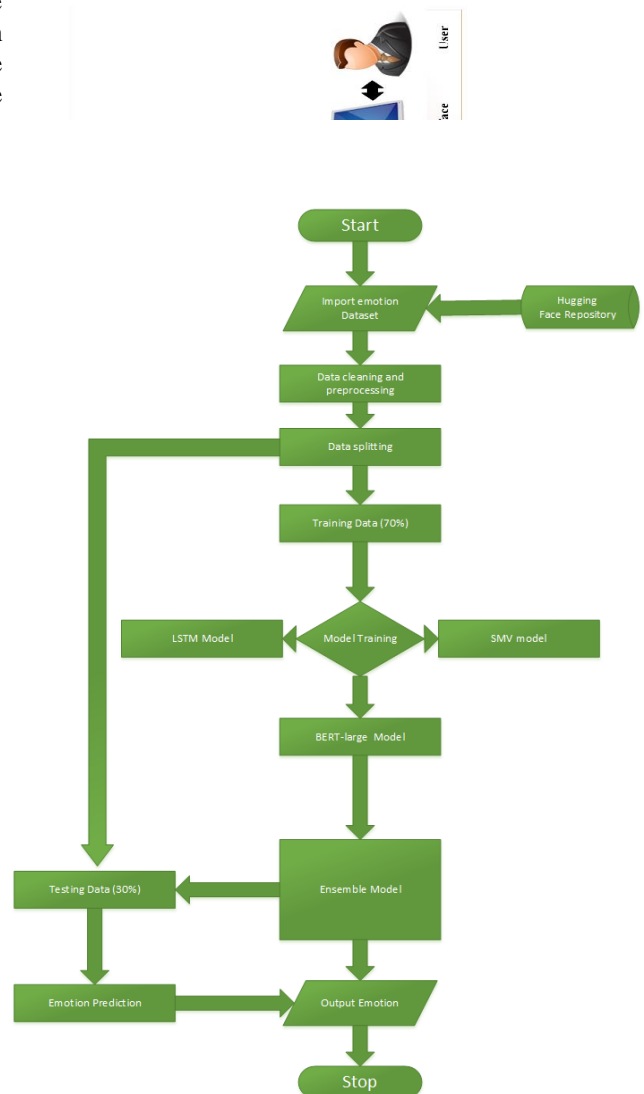 e
e
e
User
face
Start
Import emotion
Dataset
Hugging
Face Repository
Data cleaning and
preprocessing
Data splitting
Training Data (70%)
LSTM Model
Model Training
SMV model
BERT-large Model
Testing Data (30%)
Ensemble Model
Emotion Prediction
Output Emotion
Stop